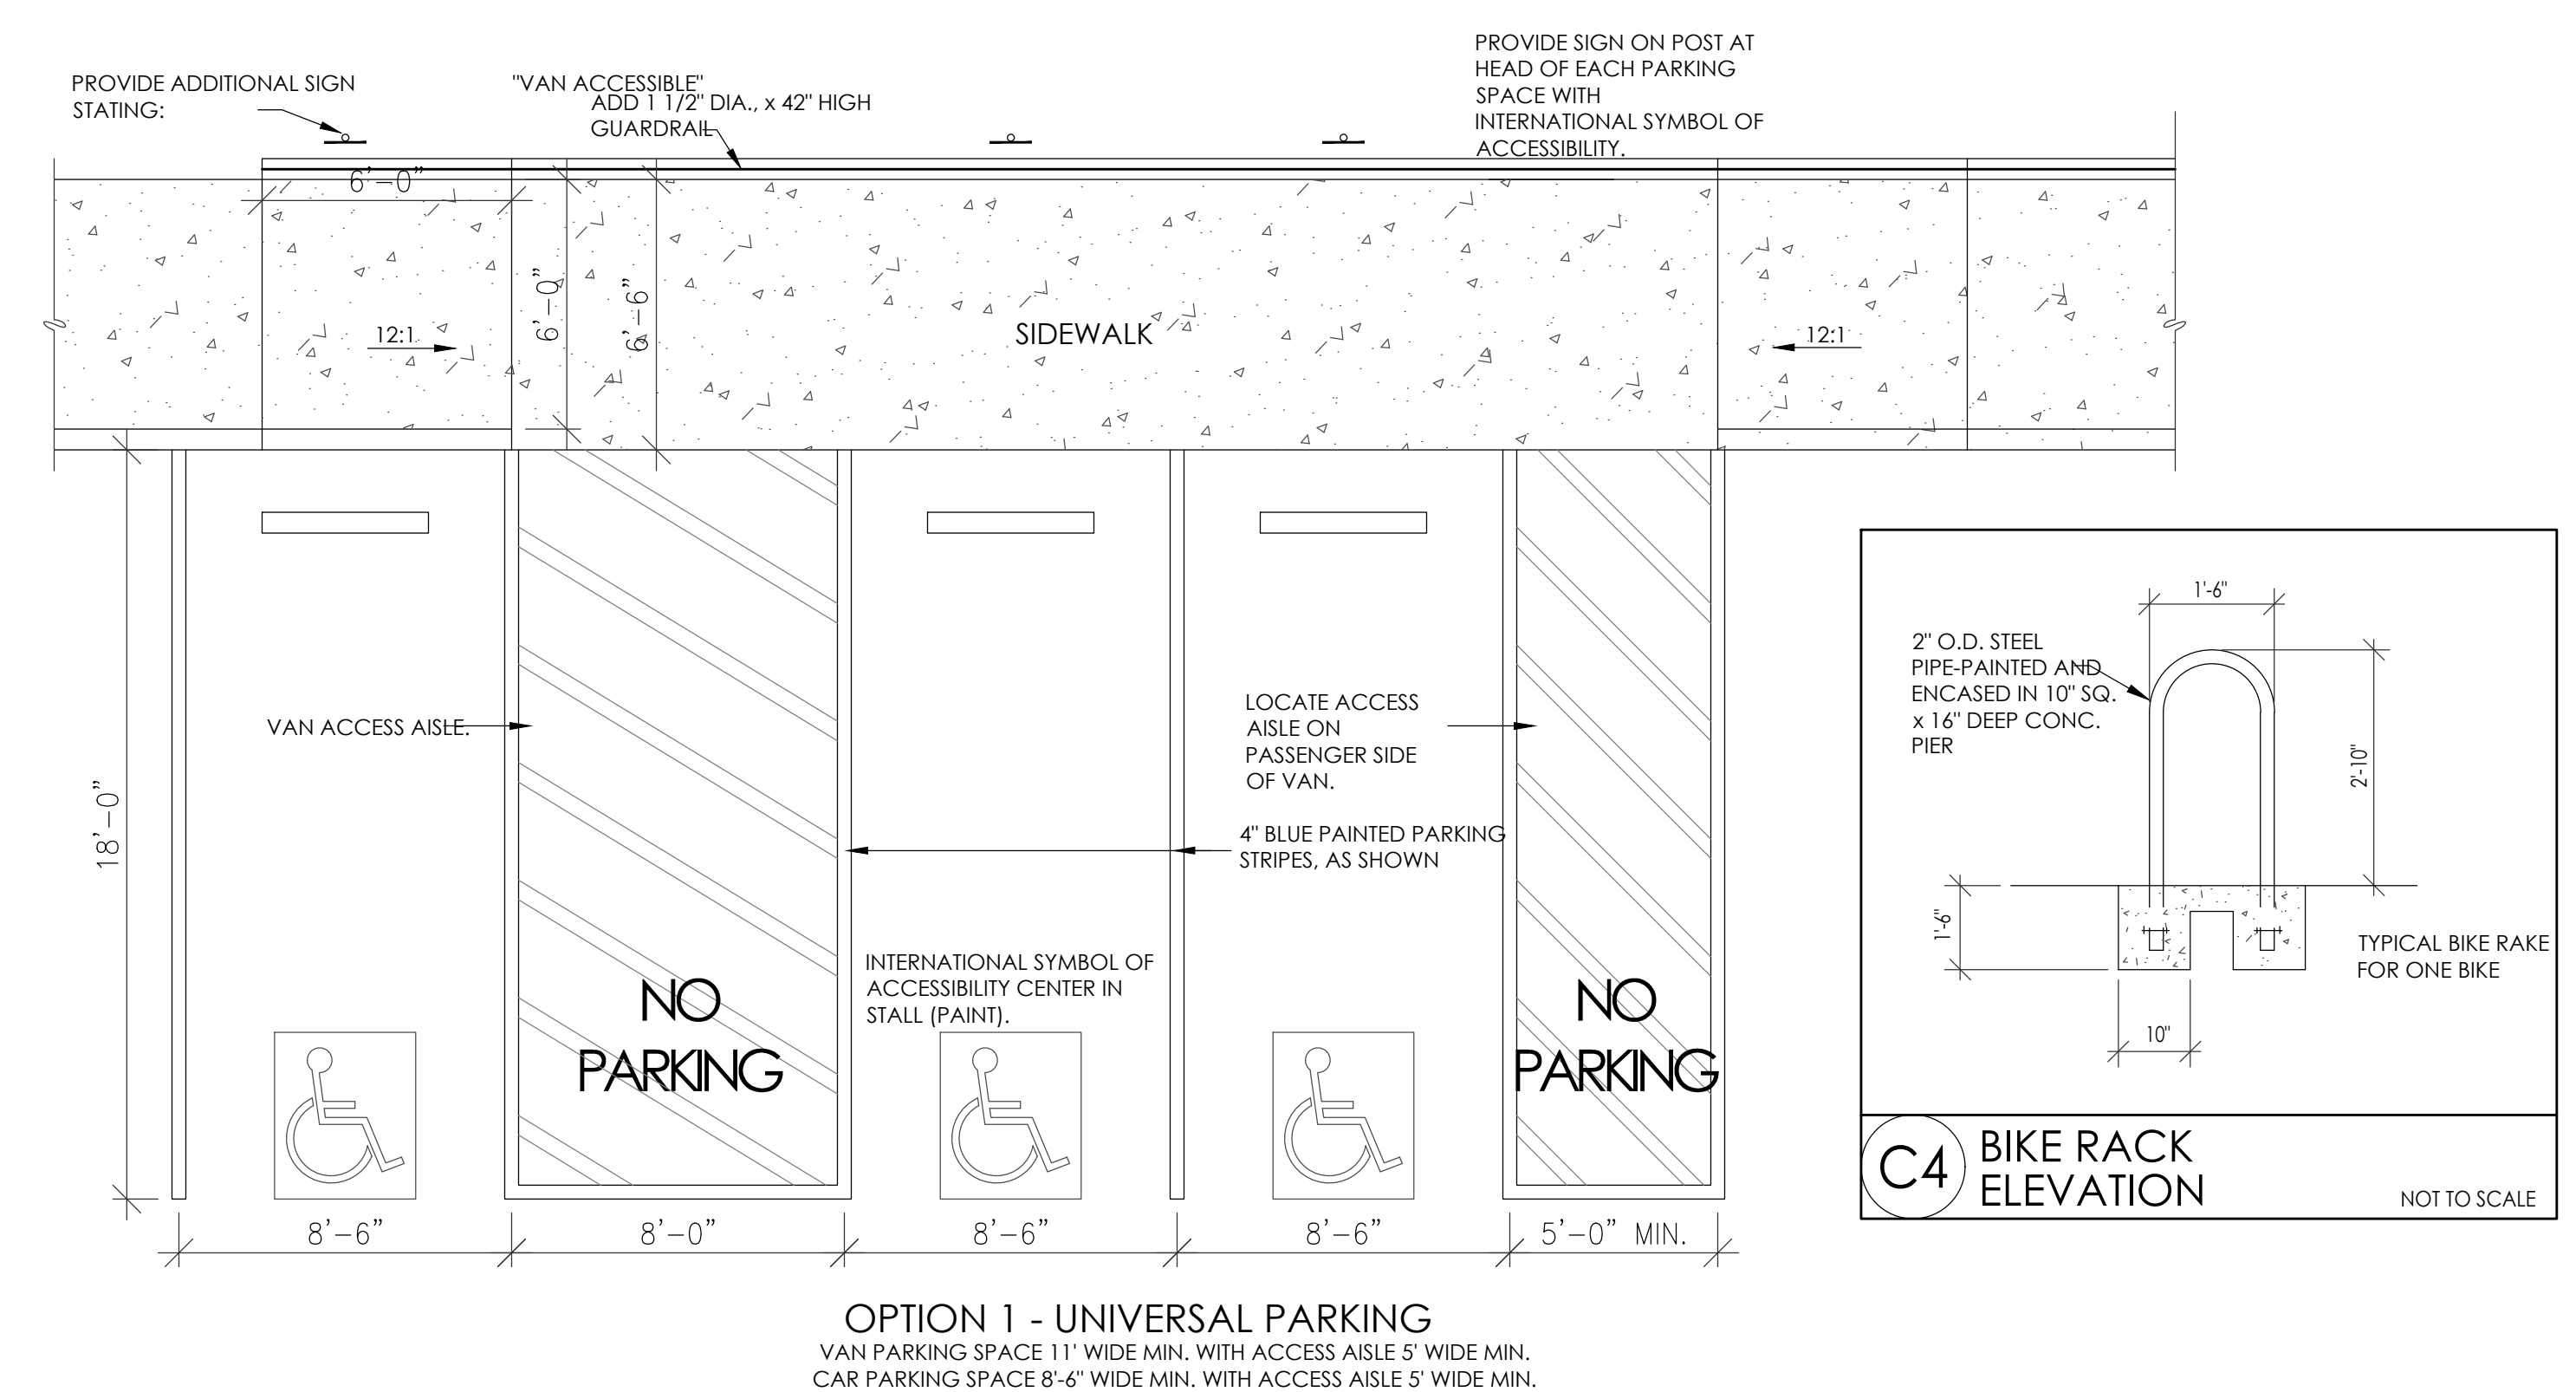 PROVIDE ADDITIONAL SIGN
STATING:
"VAN ACCESSIBLE"
ADD 1 1/2" DIA., x 42" HIGH
GUARDRAIL
PROVIDE SIGN ON POST AT
HEAD OF EACH PARKING
SPACE WITH
INTERNATIONAL SYMBOL OF
ACCESSIBILITY.
6'-0"
6'-0"
6'-6"
SIDEWALK
12:1
12:1
18'-0"
VAN ACCESS AISLE.
LOCATE ACCESS
AISLE ON
PASSENGER SIDE
OF VAN.
4" BLUE PAINTED PARKING
STRIPES, AS SHOWN
INTERNATIONAL SYMBOL OF
ACCESSIBILITY CENTER IN
STALL (PAINT).
NO
PARKING
NO
PARKING
8'-6"
8'-0"
8'-6"
8'-6"
5'-0" MIN.
OPTION 1 - UNIVERSAL PARKING
VAN PARKING SPACE 11' WIDE MIN. WITH ACCESS AISLE 5' WIDE MIN.
CAR PARKING SPACE 8'-6" WIDE MIN. WITH ACCESS AISLE 5' WIDE MIN.
1'-6"
2" O.D. STEEL
PIPE-PAINTED AND
ENCASED IN 10" SQ.
x 16" DEEP CONC.
PIER
2'-10"
1'-6"
10"
TYPICAL BIKE RAKE
FOR ONE BIKE
C4
BIKE RACK
ELEVATION
NOT TO SCALE